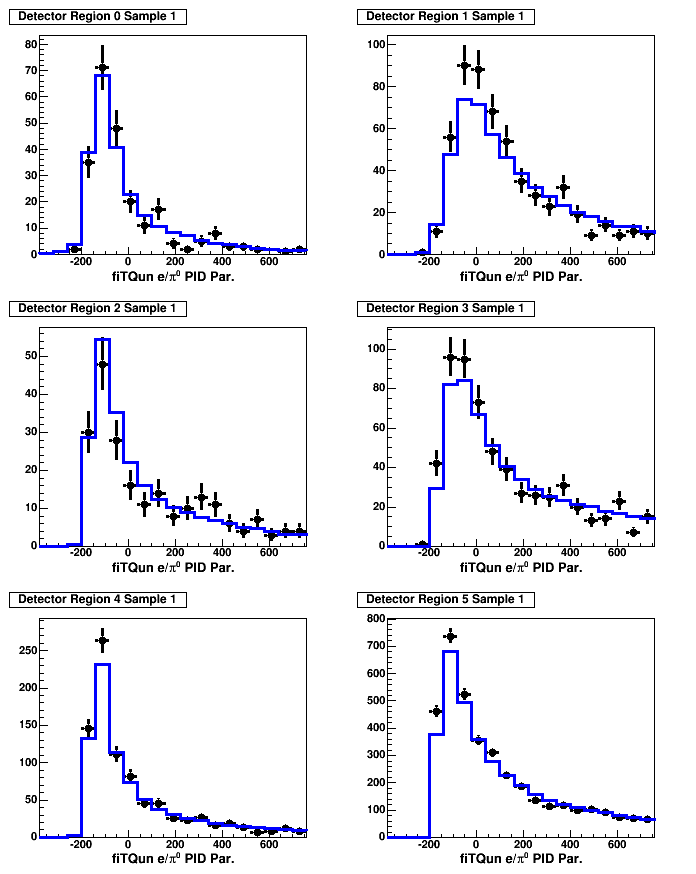 Detector Region 0 Sample 1
80
70
60
50
40
30
20
10
0
-200 0 200 400 600
fiTQun e/π⁰ PID Par.
Detector Region 1 Sample 1
100
80
60
40
20
0
-200 0 200 400 600
fiTQun e/π⁰ PID Par.
Detector Region 2 Sample 1
50
40
30
20
10
0
-200 0 200 400 600
fiTQun e/π⁰ PID Par.
Detector Region 3 Sample 1
100
80
60
40
20
0
-200 0 200 400 600
fiTQun e/π⁰ PID Par.
Detector Region 4 Sample 1
250
200
150
100
50
0
-200 0 200 400 600
fiTQun e/π⁰ PID Par.
Detector Region 5 Sample 1
800
700
600
500
400
300
200
100
0
-200 0 200 400 600
fiTQun e/π⁰ PID Par.